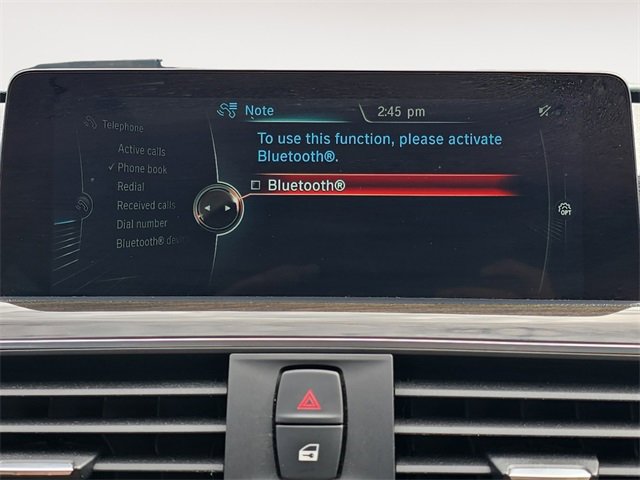 Note
2:45 pm
Telephone
Active calls
✓ Phone book
Redial
Received calls
Dial number
Bluetooth®
To use this function, please activate
Bluetooth®.
Bluetooth®
OPT